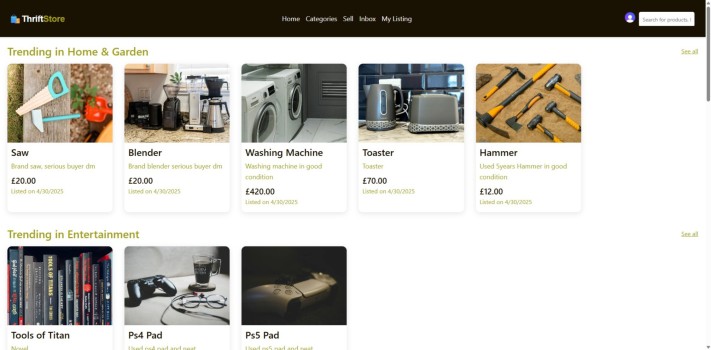 ThriftStore
Home Categories Sell Inbox My Listing
Search for products, l
Trending in Home & Garden
See all
Saw
Brand saw, serious buyer dm
£20.00
Listed on 4/30/2025
Blender
Brand blender serious buyer dm
£20.00
Listed on 4/30/2025
Washing Machine
Washing machine in good
condition
£420.00
Listed on 4/30/2025
Toaster
Toaster
£70.00
Listed on 4/30/2025
Hammer
Used 5years Hammer in good
condition
£12.00
Listed on 4/30/2025
Trending in Entertainment
See all
TOOLS OF TITANS
Tools of Titan
Novel
Ps4 Pad
Used ps4 pad and neat
Ps5 Pad
Used ps5 pad and neat